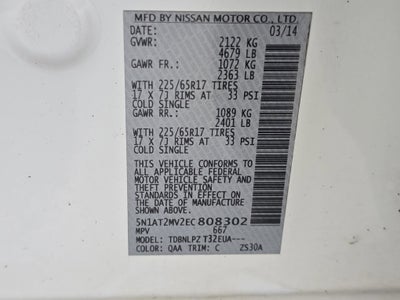 MFD BY NISSAN MOTOR CO., LTD.
DATE: 03/14
GVWR: 2122 KG
4679 LB
GAWR FR.: 1072 KG
2363 LB
WITH 225/65R17 TIRES
17 X 7J RIMS AT 33 PSI
COLD SINGLE
GAWR RR.: 1089 KG
2401 LB
WITH 225/65R17 TIRES
17 X 7J RIMS AT 33 PSI
COLD SINGLE
THIS VEHICLE CONFORMS TO
ALL APPLICABLE FEDERAL
MOTOR VEHICLE SAFETY AND
THEFT PREVENTION
STANDARDS IN EFFECT ON
THE DATE OF MANUFACTURE
SHOWN ABOVE.
5N1AT2MV2EC808302
MPV 667
MODEL: TDBNLPZ T32EUA---
COLOR: QAA TRIM: C ZS30A